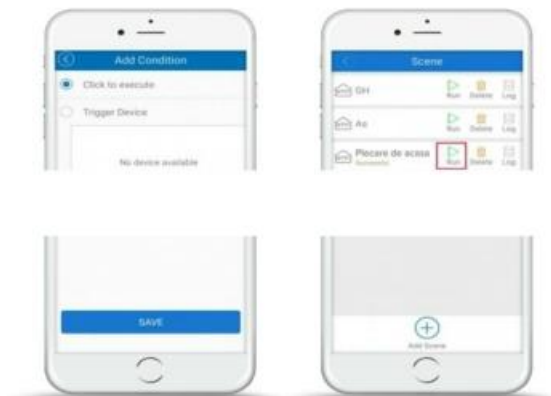 Add Condition
Click to execute
Trigger Device
No device available
SAVE
Scene
GH
Run Delete Log
Ac
Run Delete Log
Plecare de acasa
Run Delete Log
Add Scene